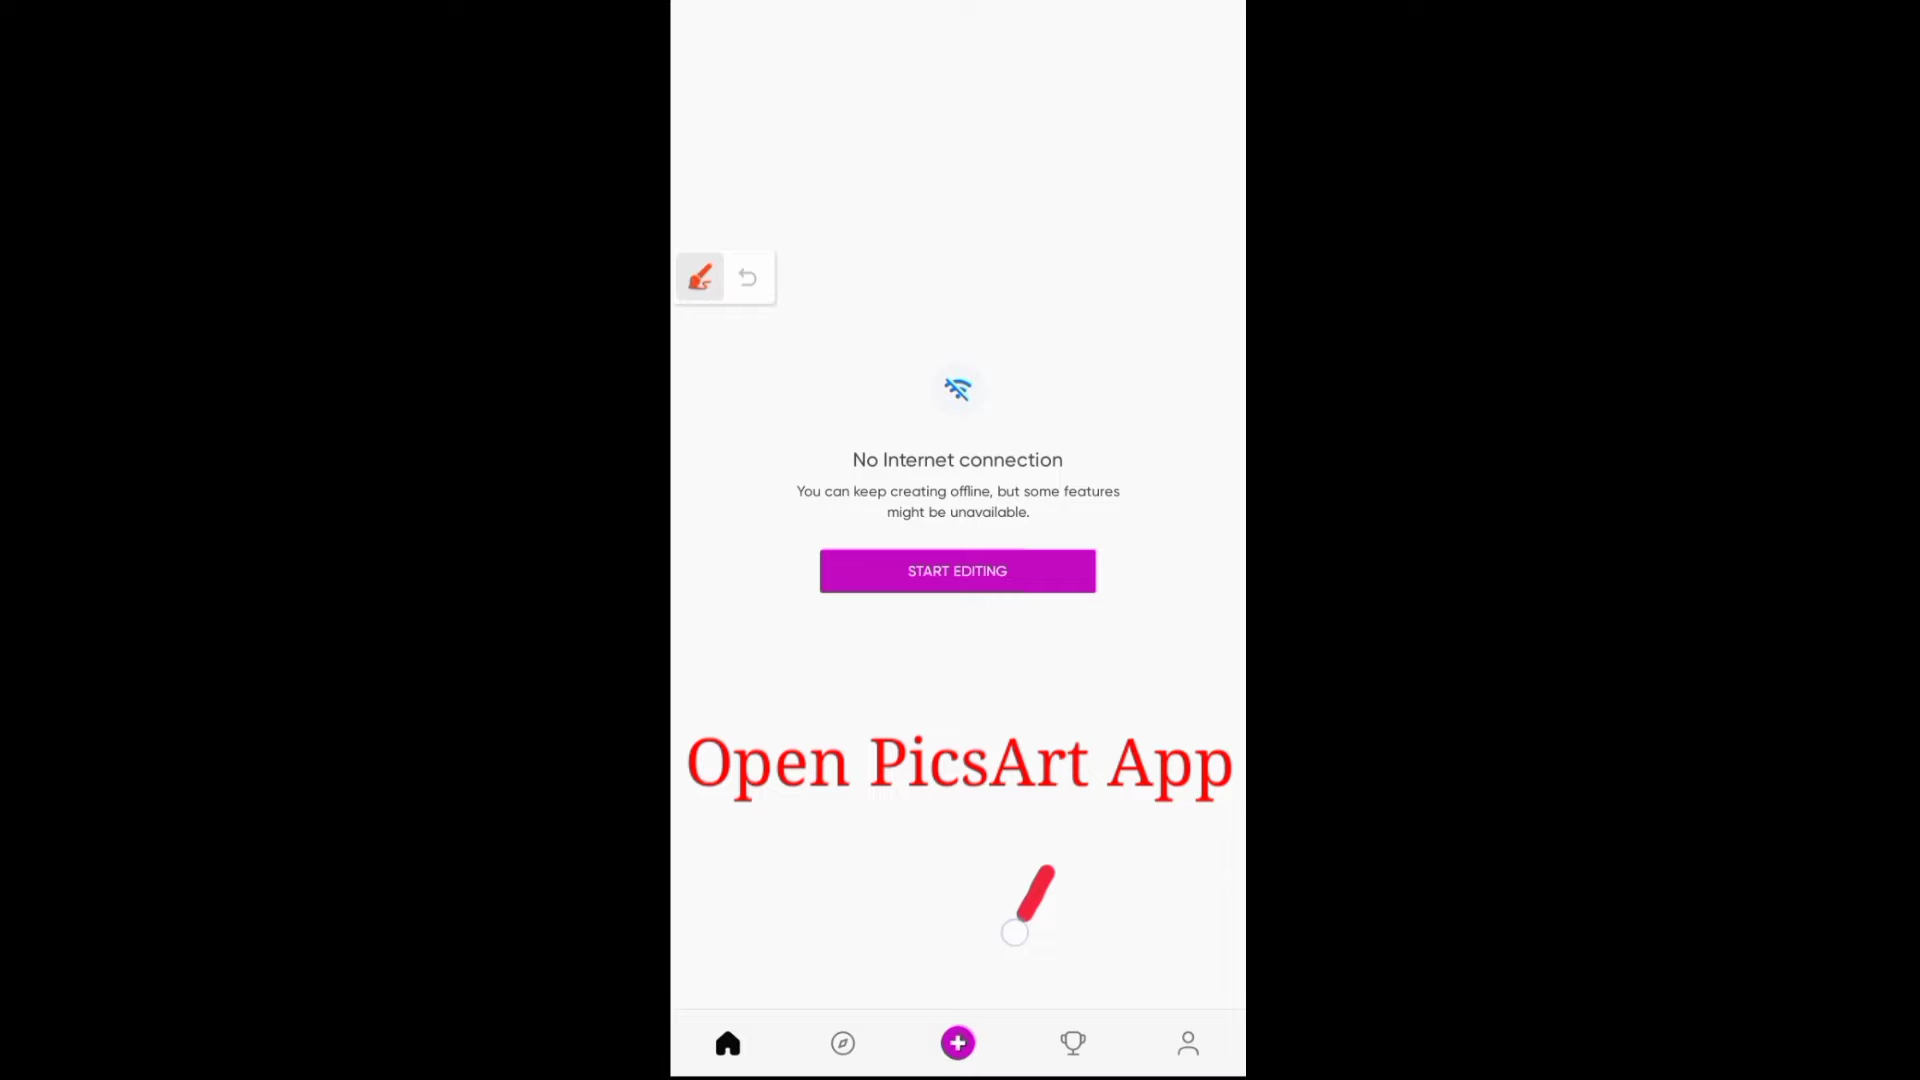 No Internet connection
You can keep creating offline, but some features
might be unavailable.
START EDITING
Open PicsArt App